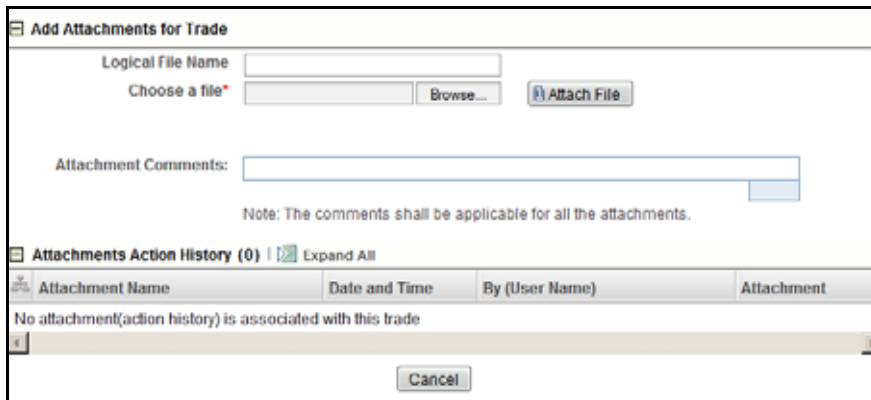 Add Attachments for Trade
Logical File Name
Choose a file* Browse... Attach File
Attachment Comments:
Note: The comments shall be applicable for all the attachments.
Attachments Action History (0) | Expand All
Attachment Name Date and Time By (User Name) Attachment
No attachment(action history) is associated with this trade
Cancel